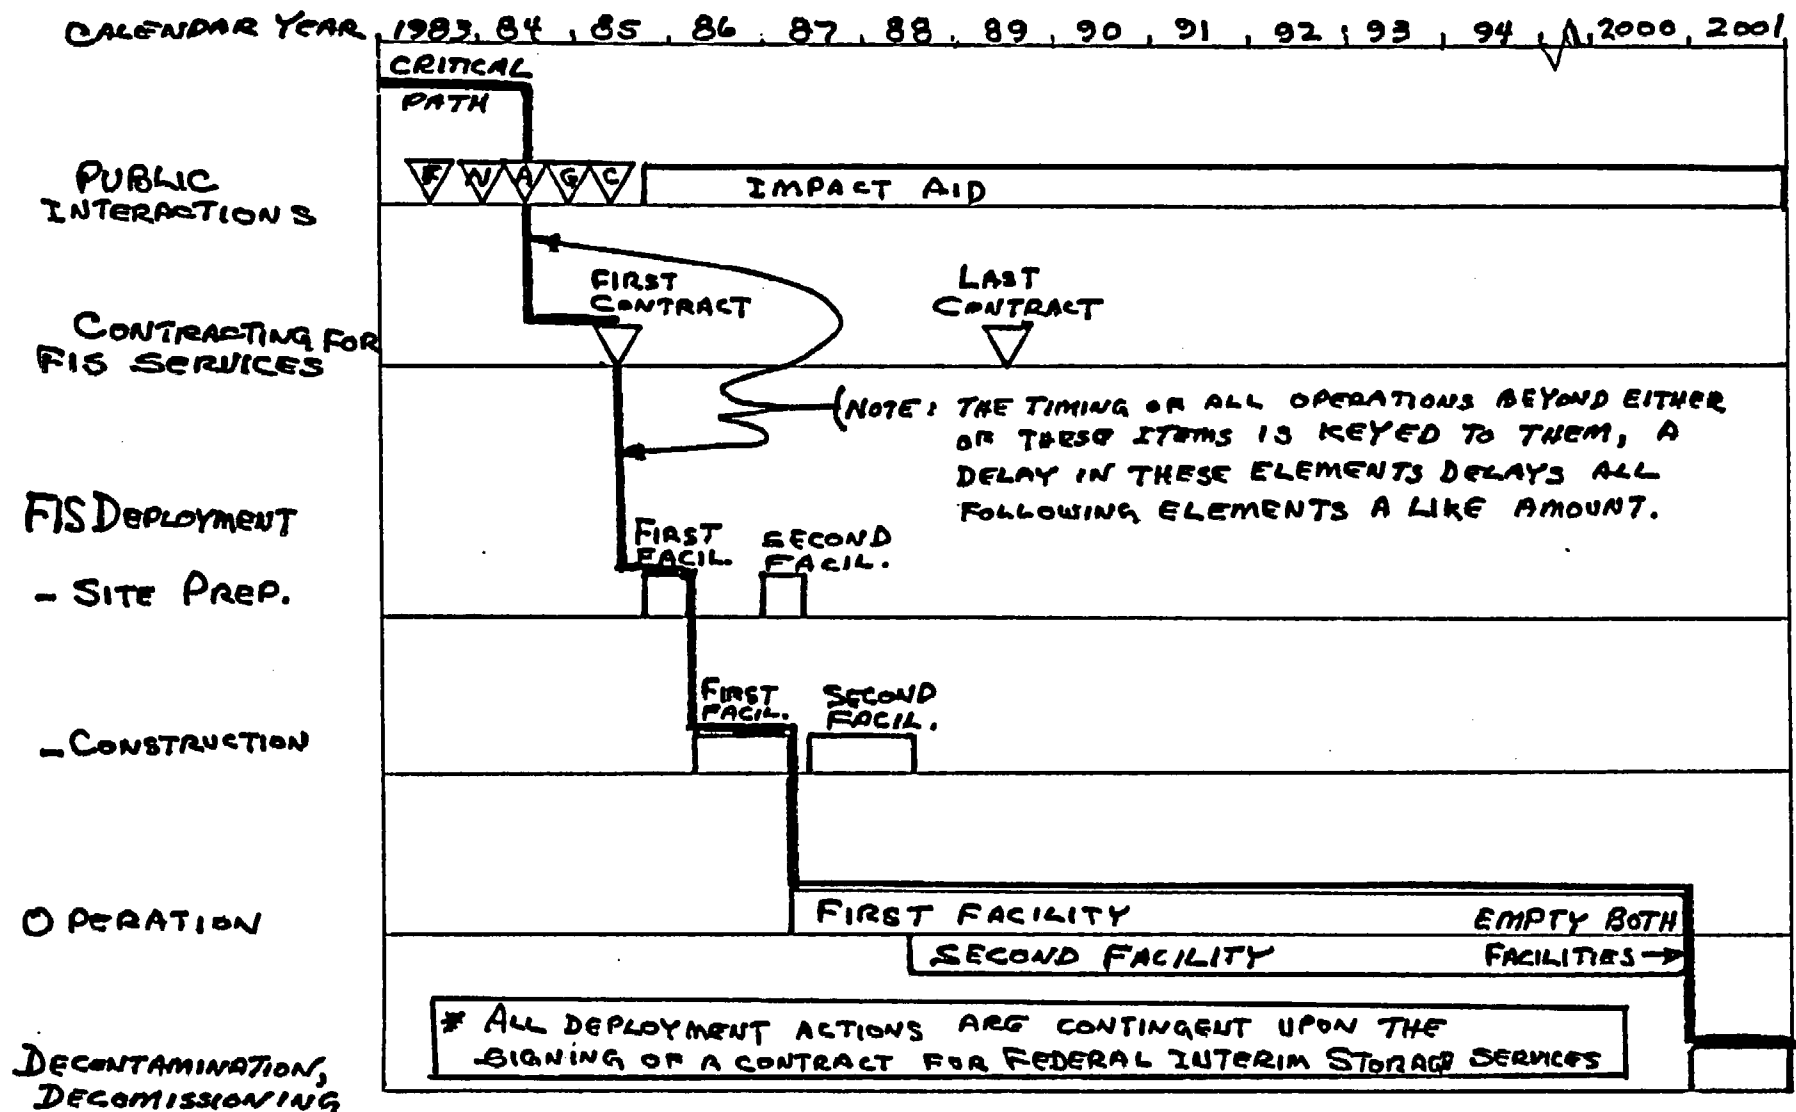 CALENDAR YEAR 1983 84 85 86 87 88 89 90 91 92 93 94 2000 2001
CRITICAL
PATH
PUBLIC
INTERACTIONS
N A G C
IMPACT AID
FIRST
CONTRACT
LAST
CONTRACT
CONTRACTING FOR
FIS SERVICES
(NOTE: THE TIMING OF ALL OPERATIONS BEYOND EITHER
OF THESE ITEMS IS KEYED TO THEM, A
DELAY IN THESE ELEMENTS DELAYS ALL
FOLLOWING ELEMENTS A LIKE AMOUNT.
FIS DEPLOYMENT
FIRST
FACIL.
SECOND
FACIL.
- SITE PREP.
FIRST
FACIL.
SECOND
FACIL.
- CONSTRUCTION
OPERATION
FIRST FACILITY
EMPTY BOTH
SECOND FACILITY
FACILITIES →
* ALL DEPLOYMENT ACTIONS ARE CONTINGENT UPON THE
SIGNING OF A CONTRACT FOR FEDERAL INTERIM STORAGE SERVICES
DECONTAMINATION,
DECOMISSIONING